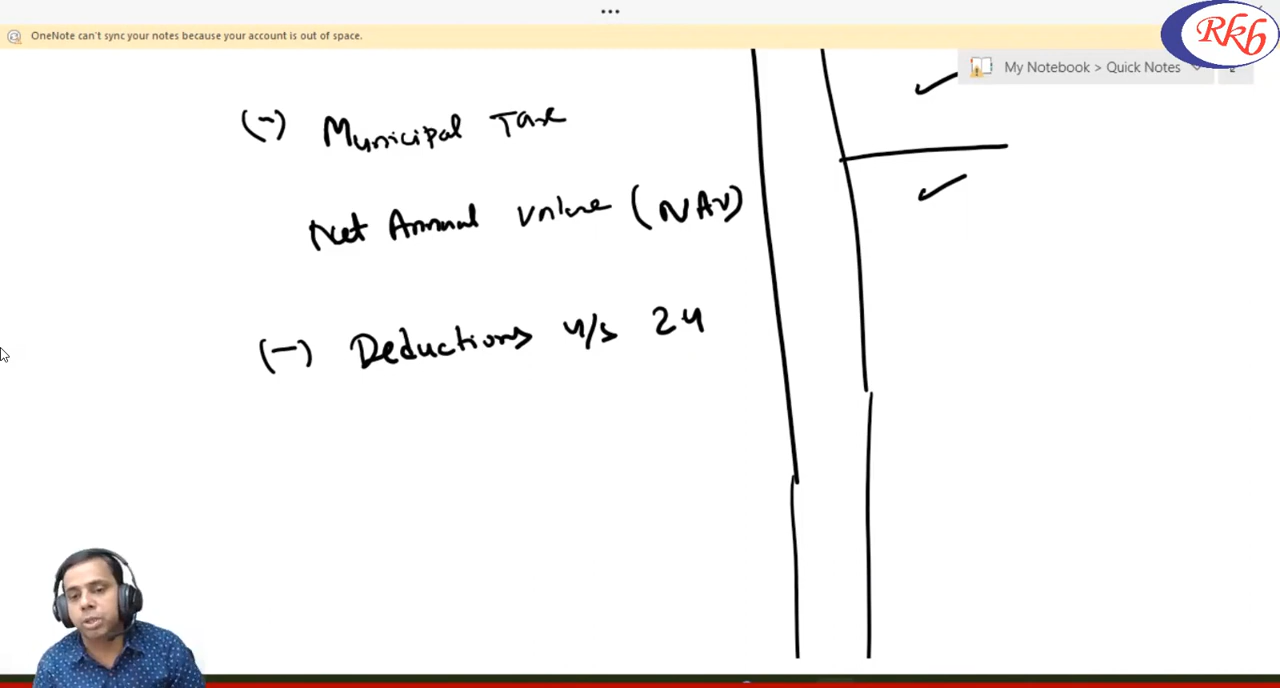 OneNote can't sync your notes because your account is out of space.
Rkb
My Notebook > Quick Notes
(-) Municipal Tax
Net Annual Value (NAV)
(-) Deductions u/s 24